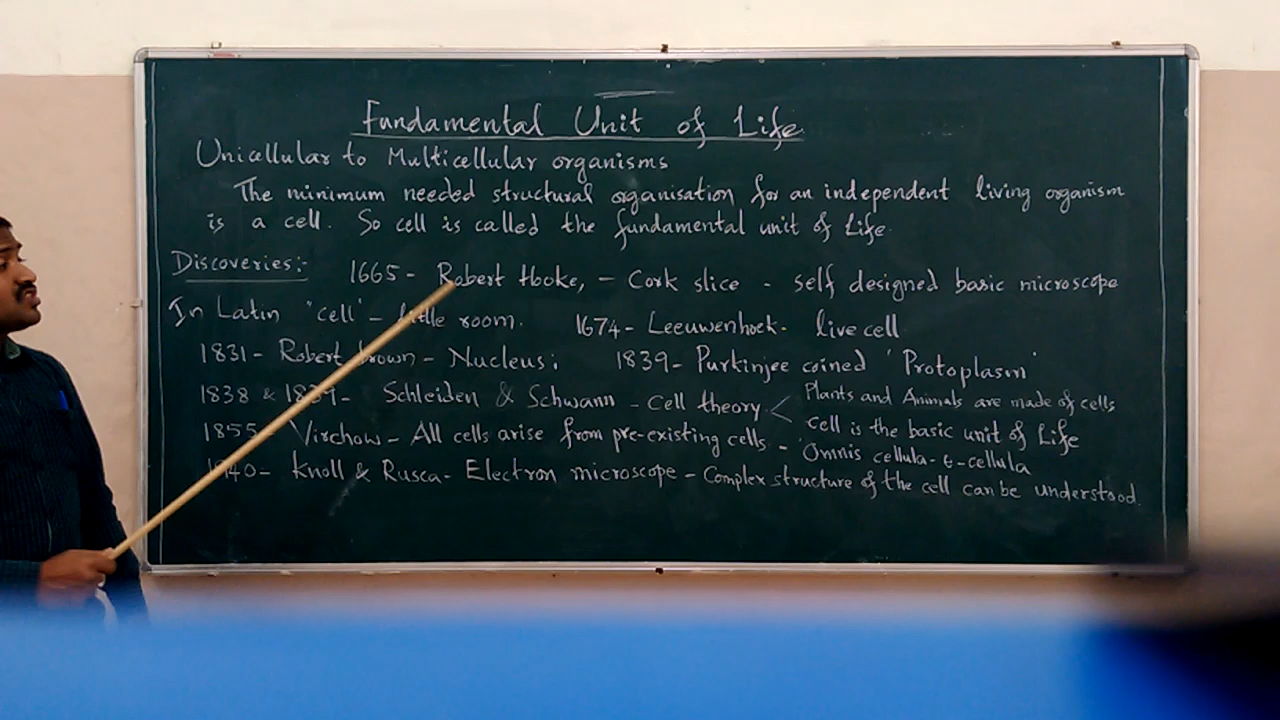 Fundamental Unit of Life
Unicellular to Multicellular organisms
The minimum needed structural organisation for an independent living organism
is a cell. So cell is called the fundamental unit of Life.
Discoveries:- 1665 - Robert Hooke, - Cork slice - self designed basic microscope
In Latin "cell" - little room. 1674 - Leeuwenhoek - live cell
1831 - Robert brown - Nucleus; 1839 - Purkinjee coined 'Protoplasm'
1838 & 1839 - Schleiden & Schwann - Cell theory < Plants and Animals are made of cells
cell is the basic unit of Life
1855 - Virchow - All cells arise from pre-existing cells - 'Omnis cellula-e-cellula
1940 - Knoll & Rusca - Electron microscope - Complex structure of the cell can be understood.